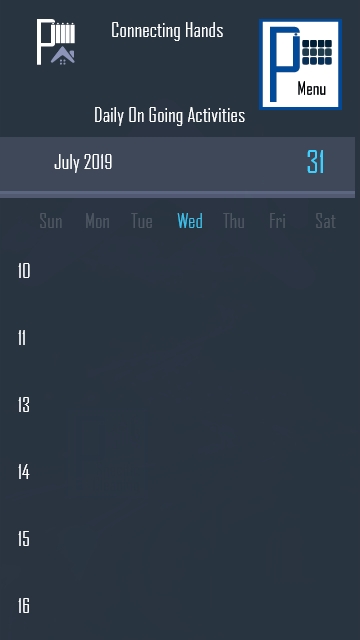 Connecting Hands
Menu
Daily On Going Activities
July 2019 31
Sun Mon Tue Wed Thu Fri Sat
10
11
13
14
15
16